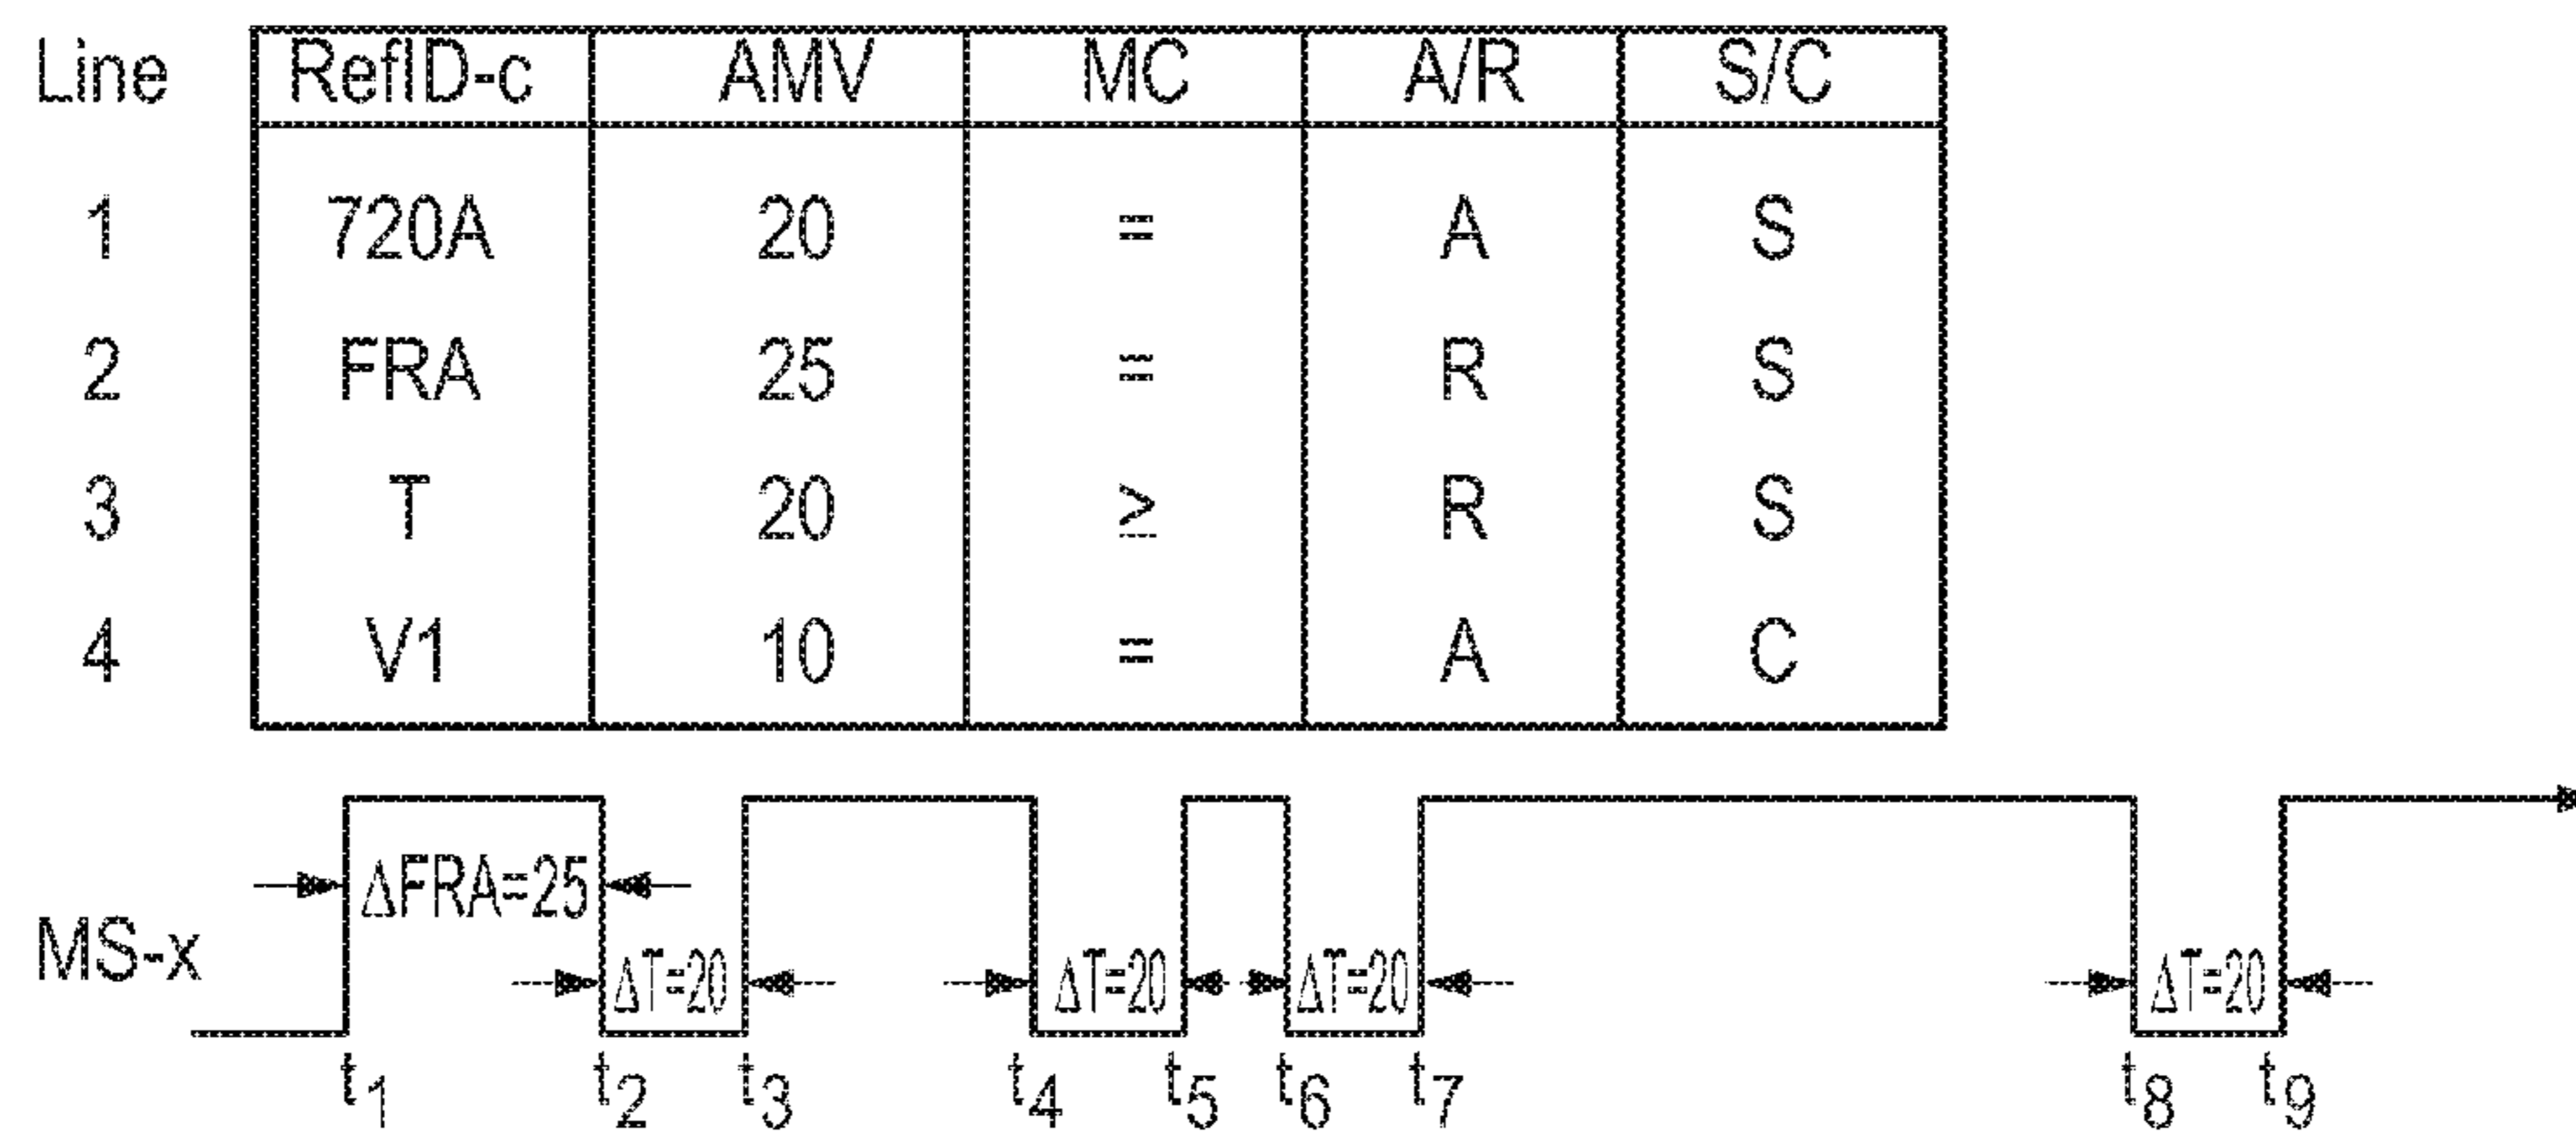 Line RefID-c AMV MC A/R S/C
1 720A 20 = A S
2 FRA 25 = R S
3 T 20 ≥ R S
4 V1 10 = A C
ΔFRA=25
MS-x ΔT=20 ΔT=20 ΔT=20 ΔT=20
t1 t2 t3 t4 t5 t6 t7 t8 t9